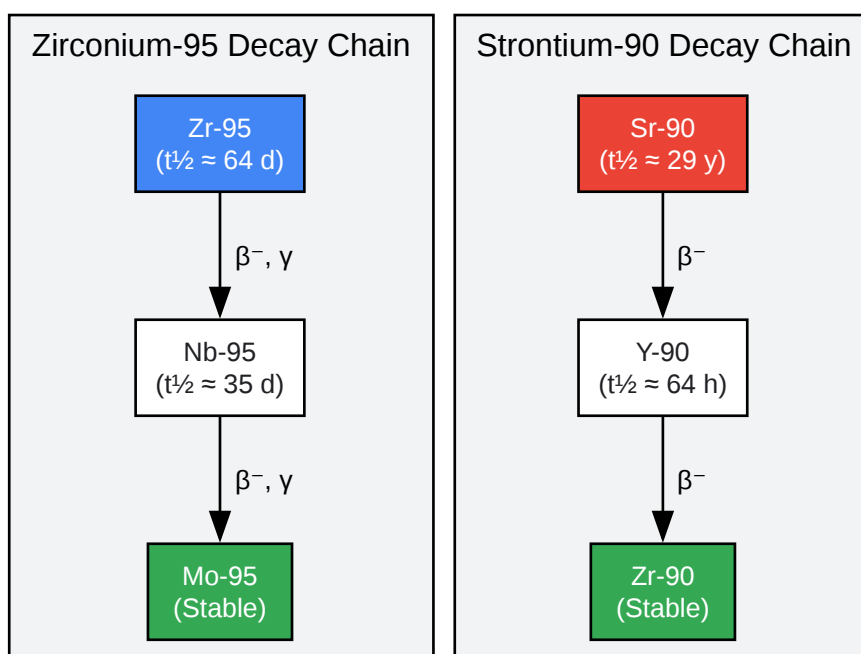 Zirconium-95 Decay Chain
Zr-95
(t½ ≈ 64 d)
β⁻, γ
Nb-95
(t½ ≈ 35 d)
β⁻, γ
Mo-95
(Stable)
Strontium-90 Decay Chain
Sr-90
(t½ ≈ 29 y)
β⁻
Y-90
(t½ ≈ 64 h)
β⁻
Zr-90
(Stable)